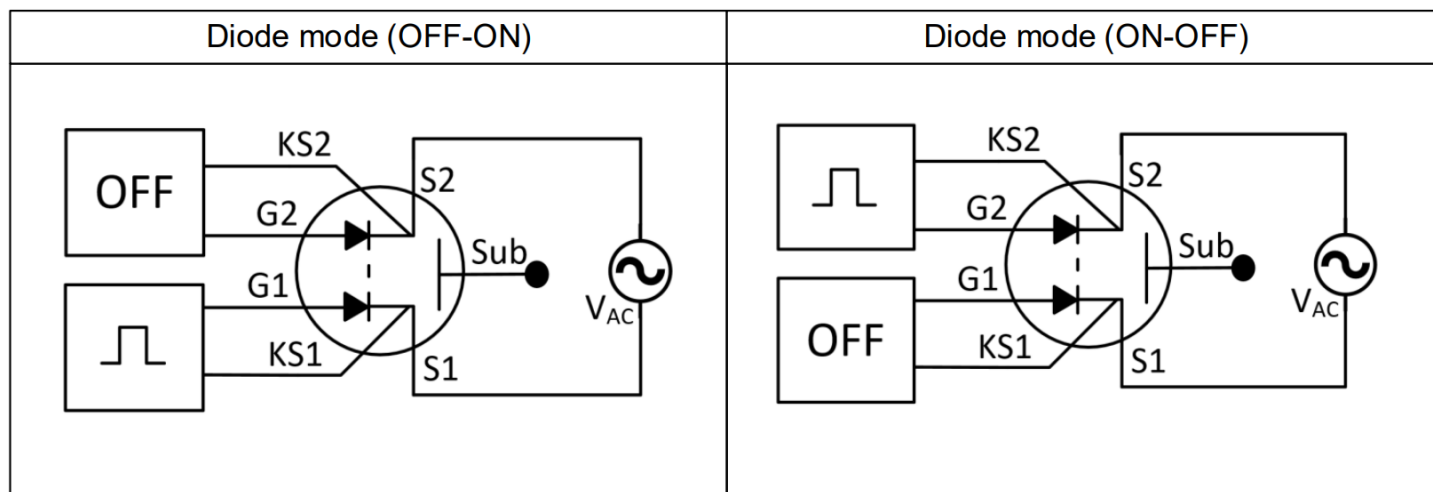 Diode mode (OFF-ON)
Diode mode (ON-OFF)
OFF
KS2
S2
G2
Sub
G1
VAC
KS1
S1
KS2
S2
G2
Sub
G1
VAC
OFF
KS1
S1